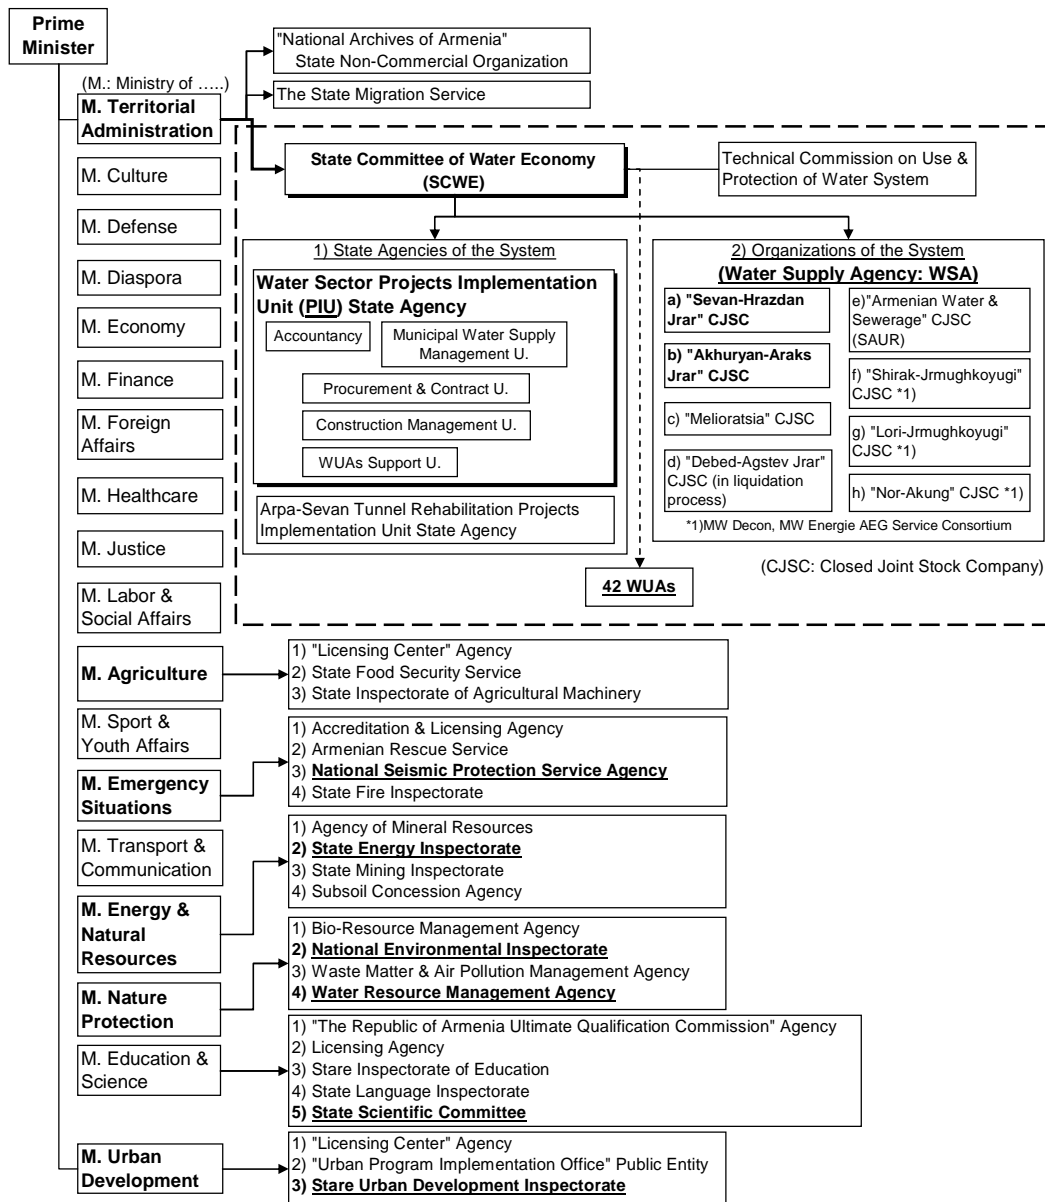 Prime
Minister
(M.: Ministry of …..)
"National Archives of Armenia"
State Non-Commercial Organization
The State Migration Service
M. Territorial
Administration
State Committee of Water Economy
(SCWE)
Technical Commission on Use &
Protection of Water System
M. Culture
M. Defense
M. Diaspora
M. Economy
M. Finance
M. Foreign
Affairs
M. Healthcare
M. Justice
M. Labor &
Social Affairs
1) State Agencies of the System
Water Sector Projects Implementation
Unit (PIU) State Agency
Accountancy
Municipal Water Supply
Management U.
Procurement & Contract U.
Construction Management U.
WUAs Support U.
Arpa-Sevan Tunnel Rehabilitation Projects
Implementation Unit State Agency
2) Organizations of the System
(Water Supply Agency: WSA)
a) "Sevan-Hrazdan
Jrar" CJSC
b) "Akhuryan-Araks
Jrar" CJSC
c) "Melioratsia" CJSC
d) "Debed-Agstev Jrar"
CJSC (in liquidation
process)
e)"Armenian Water &
Sewerage" CJSC
(SAUR)
f) "Shirak-Jrmughkoyugi"
CJSC *1)
g) "Lori-Jrmughkoyugi"
CJSC *1)
h) "Nor-Akung" CJSC *1)
*1)MW Decon, MW Energie AEG Service Consortium
(CJSC: Closed Joint Stock Company)
42 WUAs
M. Agriculture
1) "Licensing Center" Agency
2) State Food Security Service
3) State Inspectorate of Agricultural Machinery
M. Sport &
Youth Affairs
M. Emergency
Situations
1) Accreditation & Licensing Agency
2) Armenian Rescue Service
3) National Seismic Protection Service Agency
4) State Fire Inspectorate
M. Transport &
Communication
M. Energy &
Natural
Resources
1) Agency of Mineral Resources
2) State Energy Inspectorate
3) State Mining Inspectorate
4) Subsoil Concession Agency
M. Nature
Protection
1) Bio-Resource Management Agency
2) National Environmental Inspectorate
3) Waste Matter & Air Pollution Management Agency
4) Water Resource Management Agency
M. Education &
Science
1) "The Republic of Armenia Ultimate Qualification Commission" Agency
2) Licensing Agency
3) Stare Inspectorate of Education
4) State Language Inspectorate
5) State Scientific Committee
M. Urban
Development
1) "Licensing Center" Agency
2) "Urban Program Implementation Office" Public Entity
3) Stare Urban Development Inspectorate